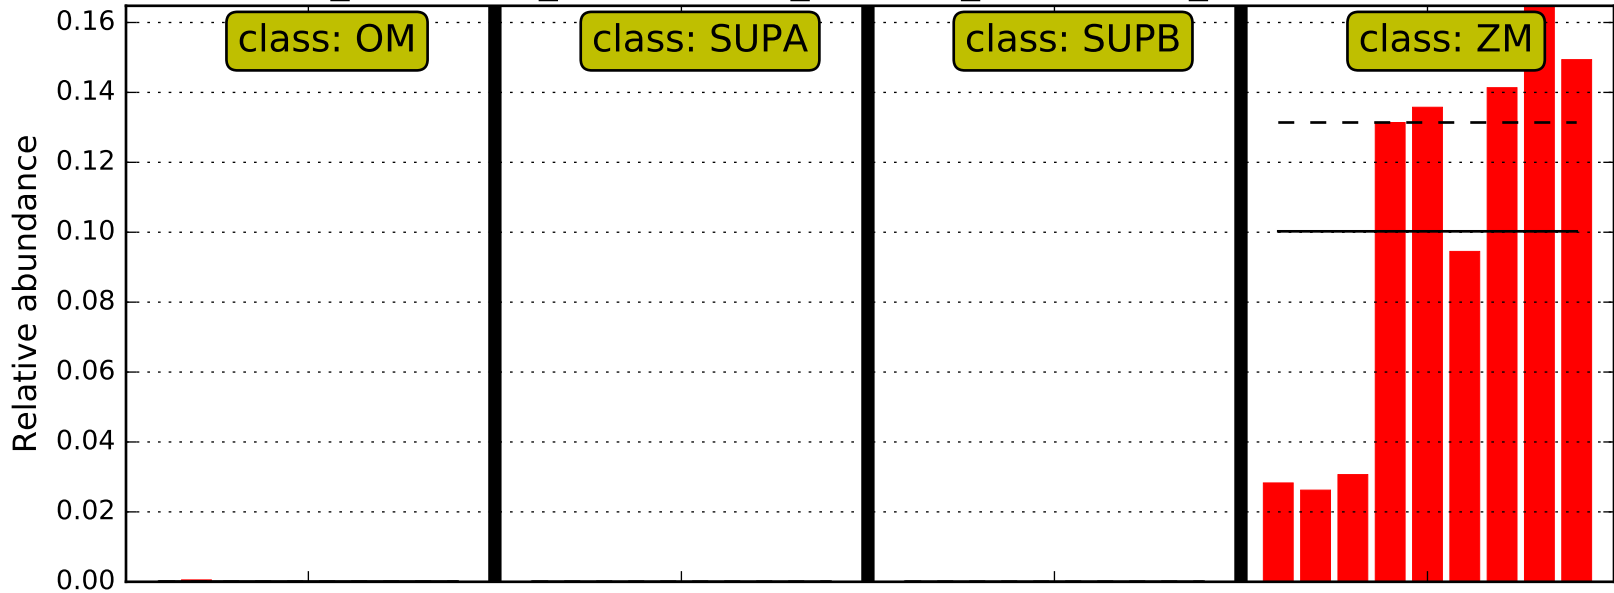 class: OM
class: SUPA
class: SUPB
class: ZM
Relative abundance
0.16
0.14
0.12
0.10
0.08
0.06
0.04
0.02
0.00